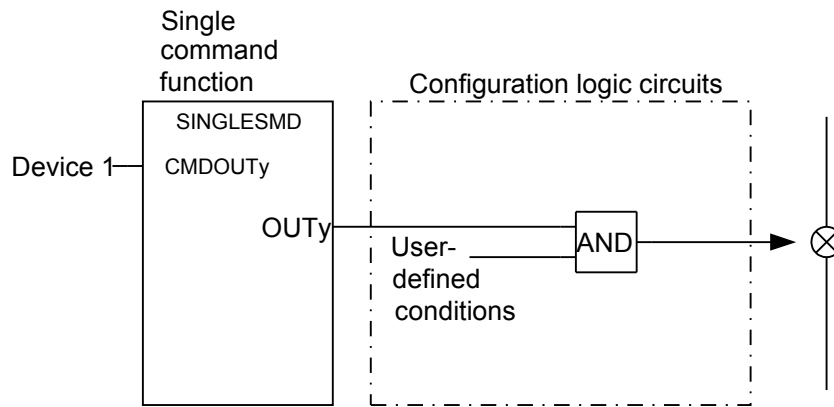 Single
command
function
Configuration logic circuits
SINGLESMD
Device 1
CMDOUTy
OUTy
User-
defined
conditions
AND